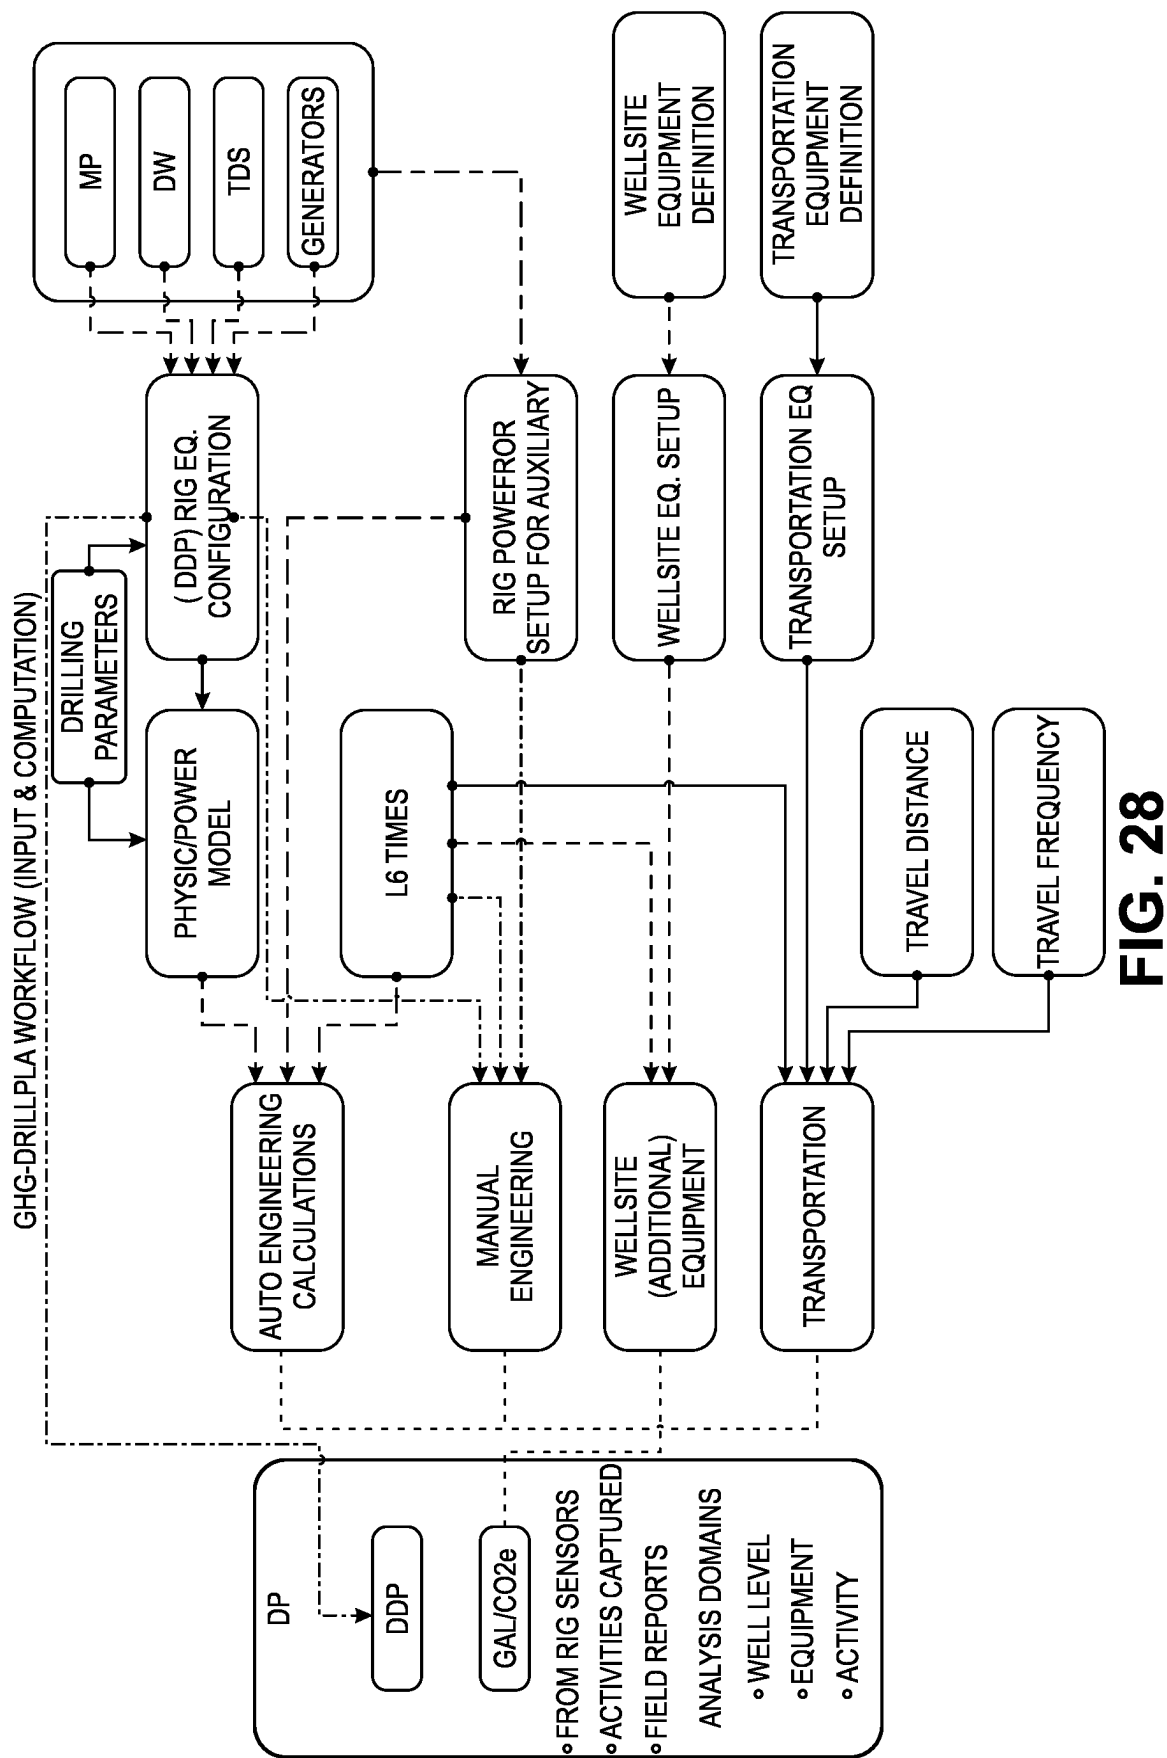 GHG-DRILLPLA WORKFLOW (INPUT & COMPUTATION)
MP
DW
TDS
GENERATORS
DRILLING
PARAMETERS
( DDP) RIG EQ.
CONFIGURATION
PHYSIC/POWER
MODEL
RIG POWEFROR
SETUP FOR AUXILIARY
WELLSITE
EQUIPMENT
DEFINITION
WELLSITE EQ. SETUP
TRANSPORTATION
EQUIPMENT
DEFINITION
TRANSPORTATION EQ
SETUP
L6 TIMES
TRAVEL DISTANCE
TRAVEL FREQUENCY
AUTO ENGINEERING
CALCULATIONS
MANUAL
ENGINEERING
WELLSITE
(ADDITIONAL)
EQUIPMENT
TRANSPORTATION
DP
DDP
GAL/CO2e
FROM RIG SENSORS
ACTIVITIES CAPTURED
FIELD REPORTS
ANALYSIS DOMAINS
WELL LEVEL
EQUIPMENT
ACTIVITY
FIG. 28